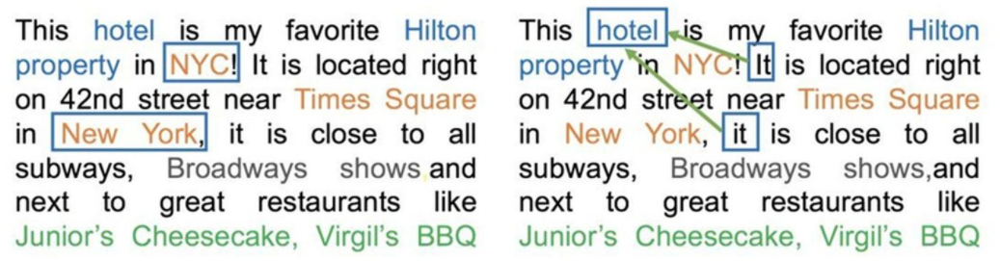 This hotel is my favorite Hilton
property in NYC! It is located right
on 42nd street near Times Square
in New York, it is close to all
subways, Broadways shows,and
next to great restaurants like
Junior's Cheesecake, Virgil's BBQ
This hotel is my favorite Hilton
property in NYC! It is located right
on 42nd street near Times Square
in New York, it is close to all
subways, Broadways shows,and
next to great restaurants like
Junior's Cheesecake, Virgil's BBQ